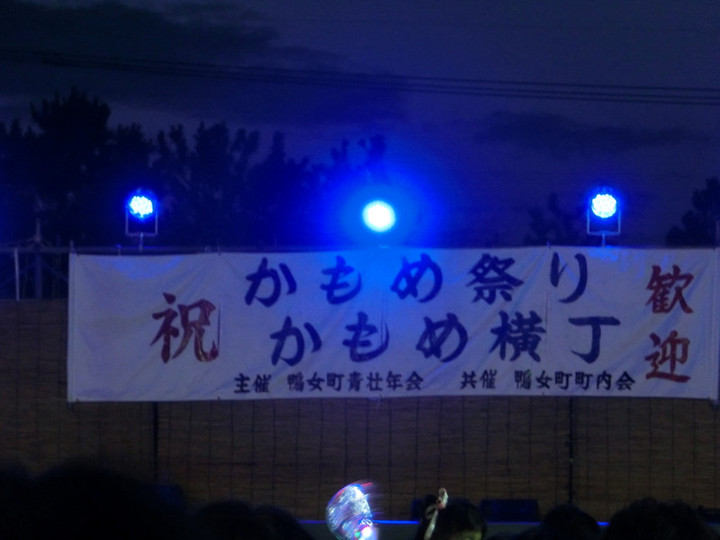 祝
かもめ祭り
かもめ横丁
歓迎
主催 鴨女町青壮年会 共催 鴨女町町内会